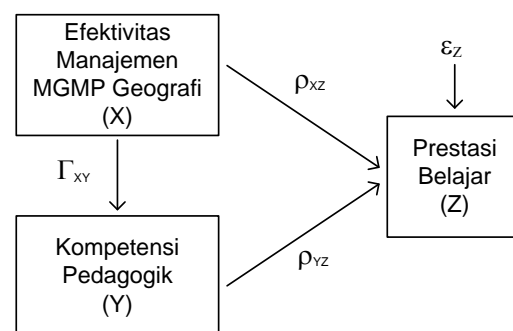 Efektivitas
Manajemen
MGMP Geografi
(X)
ρXZ
εZ
Prestasi
Belajar
(Z)
ΓXY
Kompetensi
Pedagogik
(Y)
ρYZ